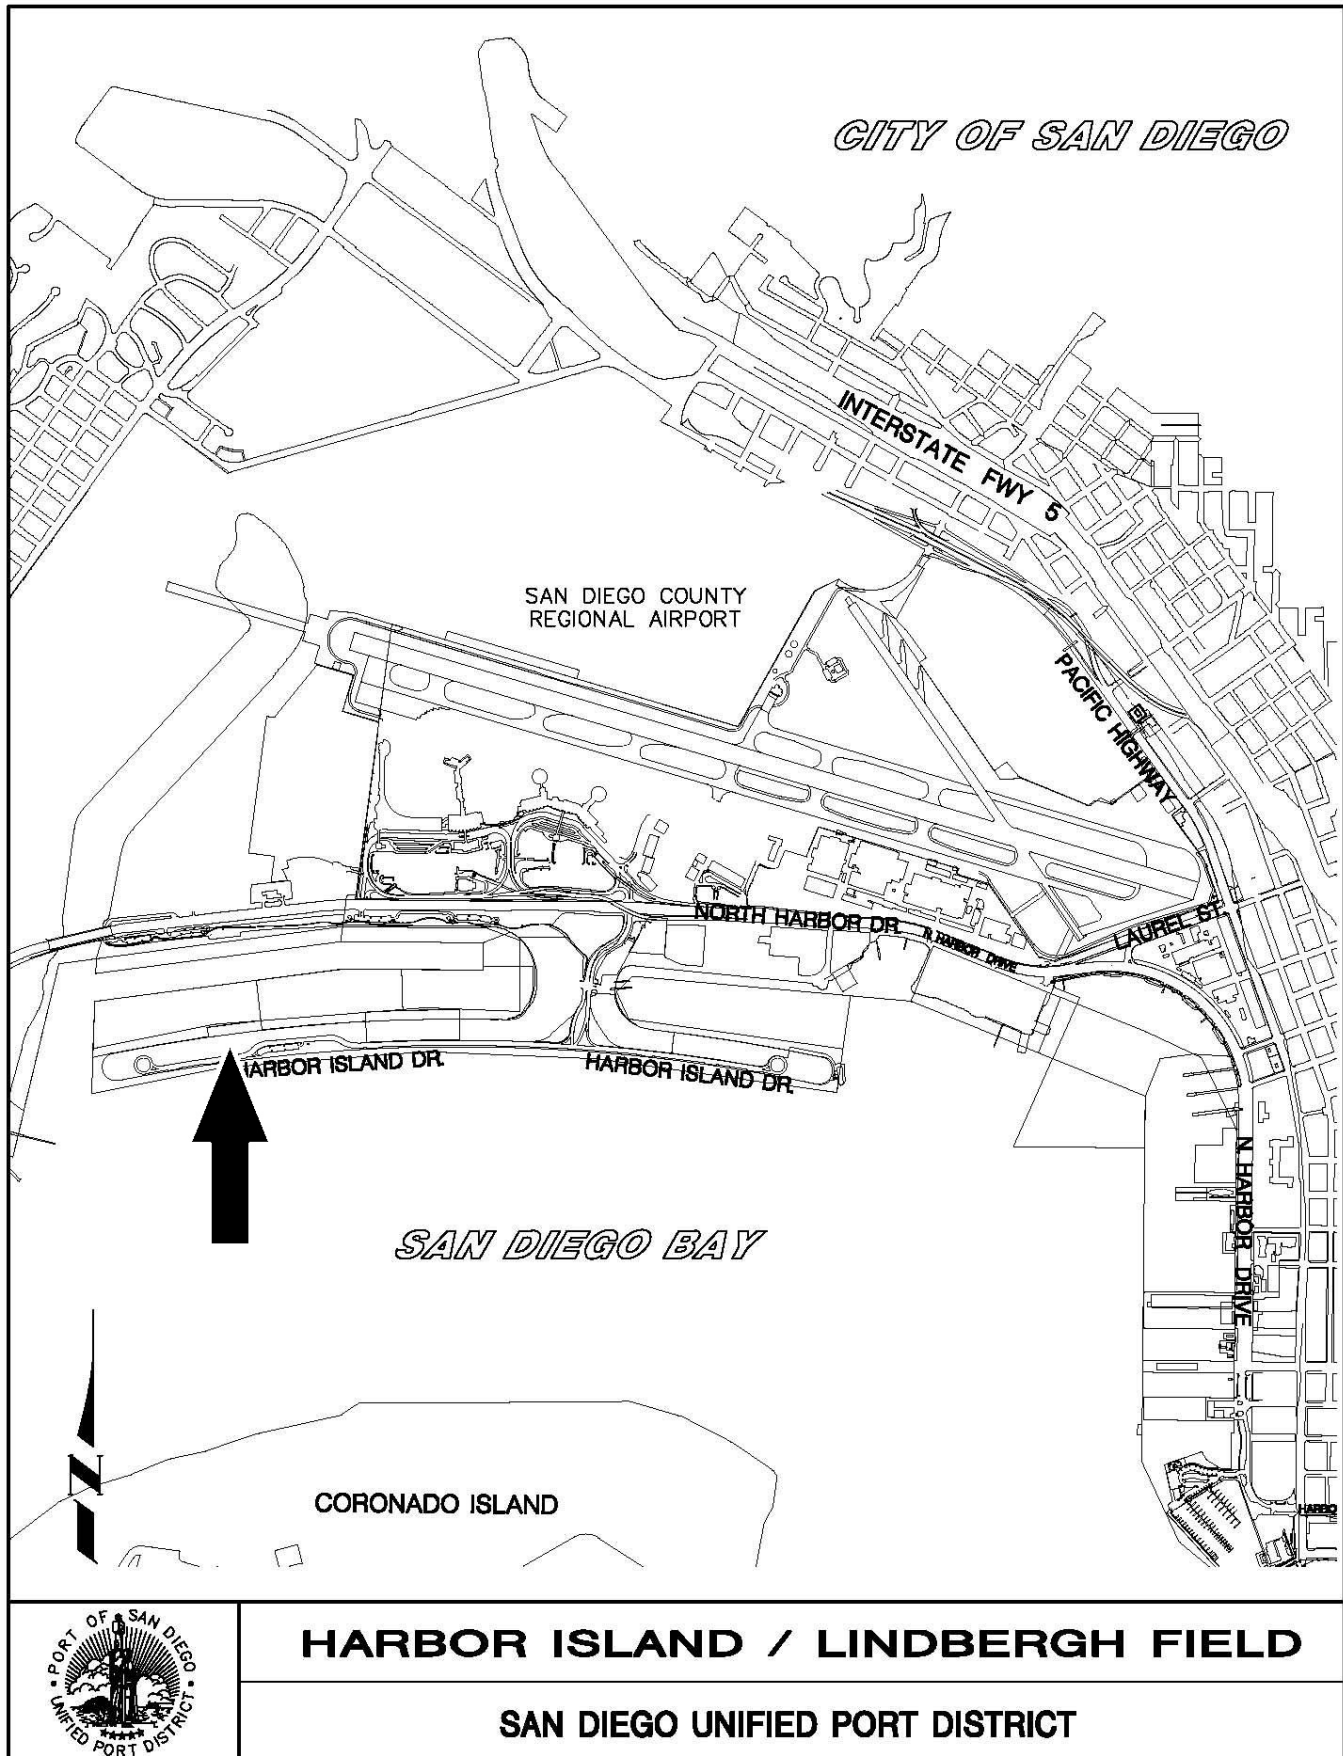 CITY OF SAN DIEGO
INTERSTATE FWY 5
SAN DIEGO COUNTY
REGIONAL AIRPORT
PACIFIC HIGHWAY
NORTH HARBOR DR.
N HARBOR DRIVE
LAUREL ST.
HARBOR ISLAND DR.
ARBOR ISLAND DR.
N HARBOR DRIVE
SAN DIEGO BAY
N
CORONADO ISLAND
HARBO
PORT OF SAN DIEGO
UNIFIED PORT DISTRICT
HARBOR ISLAND / LINDBERGH FIELD
SAN DIEGO UNIFIED PORT DISTRICT